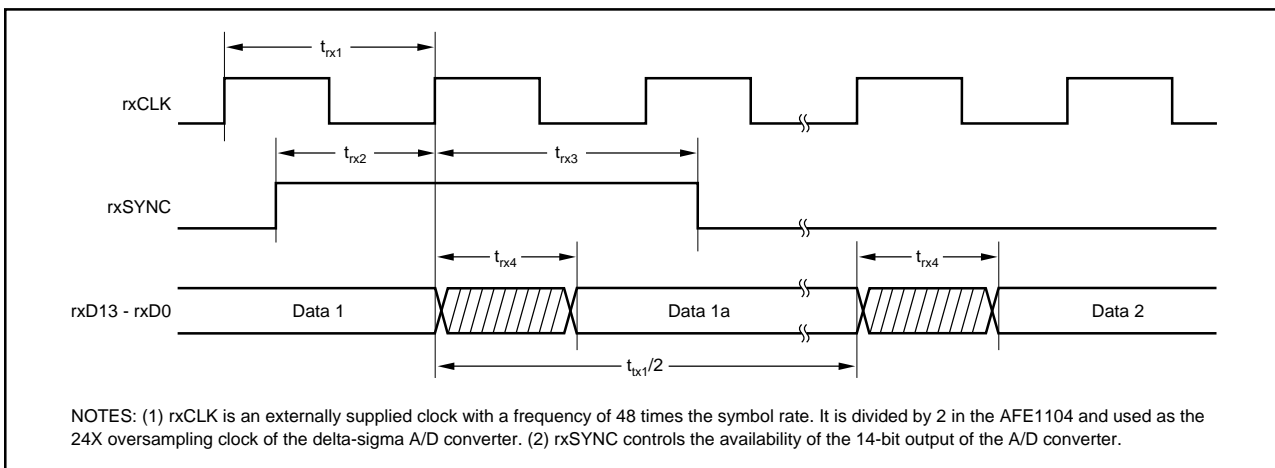 trx1
rxCLK
trx2
trx3
rxSYNC
trx4
trx4
rxD13 - rxD0
Data 1
Data 1a
Data 2
ttx1/2
NOTES: (1) rxCLK is an externally supplied clock with a frequency of 48 times the symbol rate. It is divided by 2 in the AFE1104 and used as the
24X oversampling clock of the delta-sigma A/D converter. (2) rxSYNC controls the availability of the 14-bit output of the A/D converter.